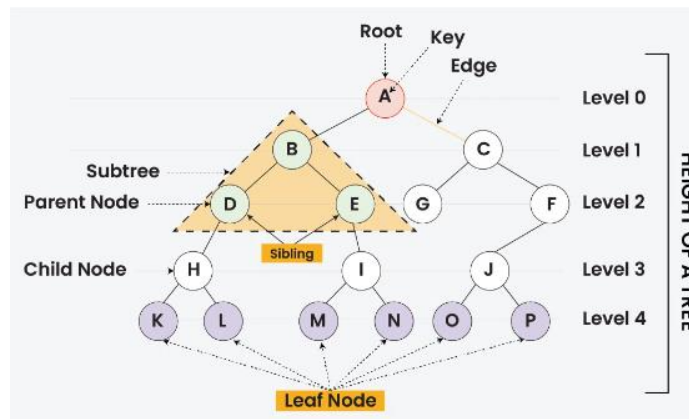 Root
Key
Edge
A
Level 0
B
C
Level 1
Subtree
Parent Node
D
E
G
F
Level 2
Sibling
Child Node
H
I
J
Level 3
K
L
M
N
O
P
Level 4
Leaf Node
HEIGHT OF A TREE